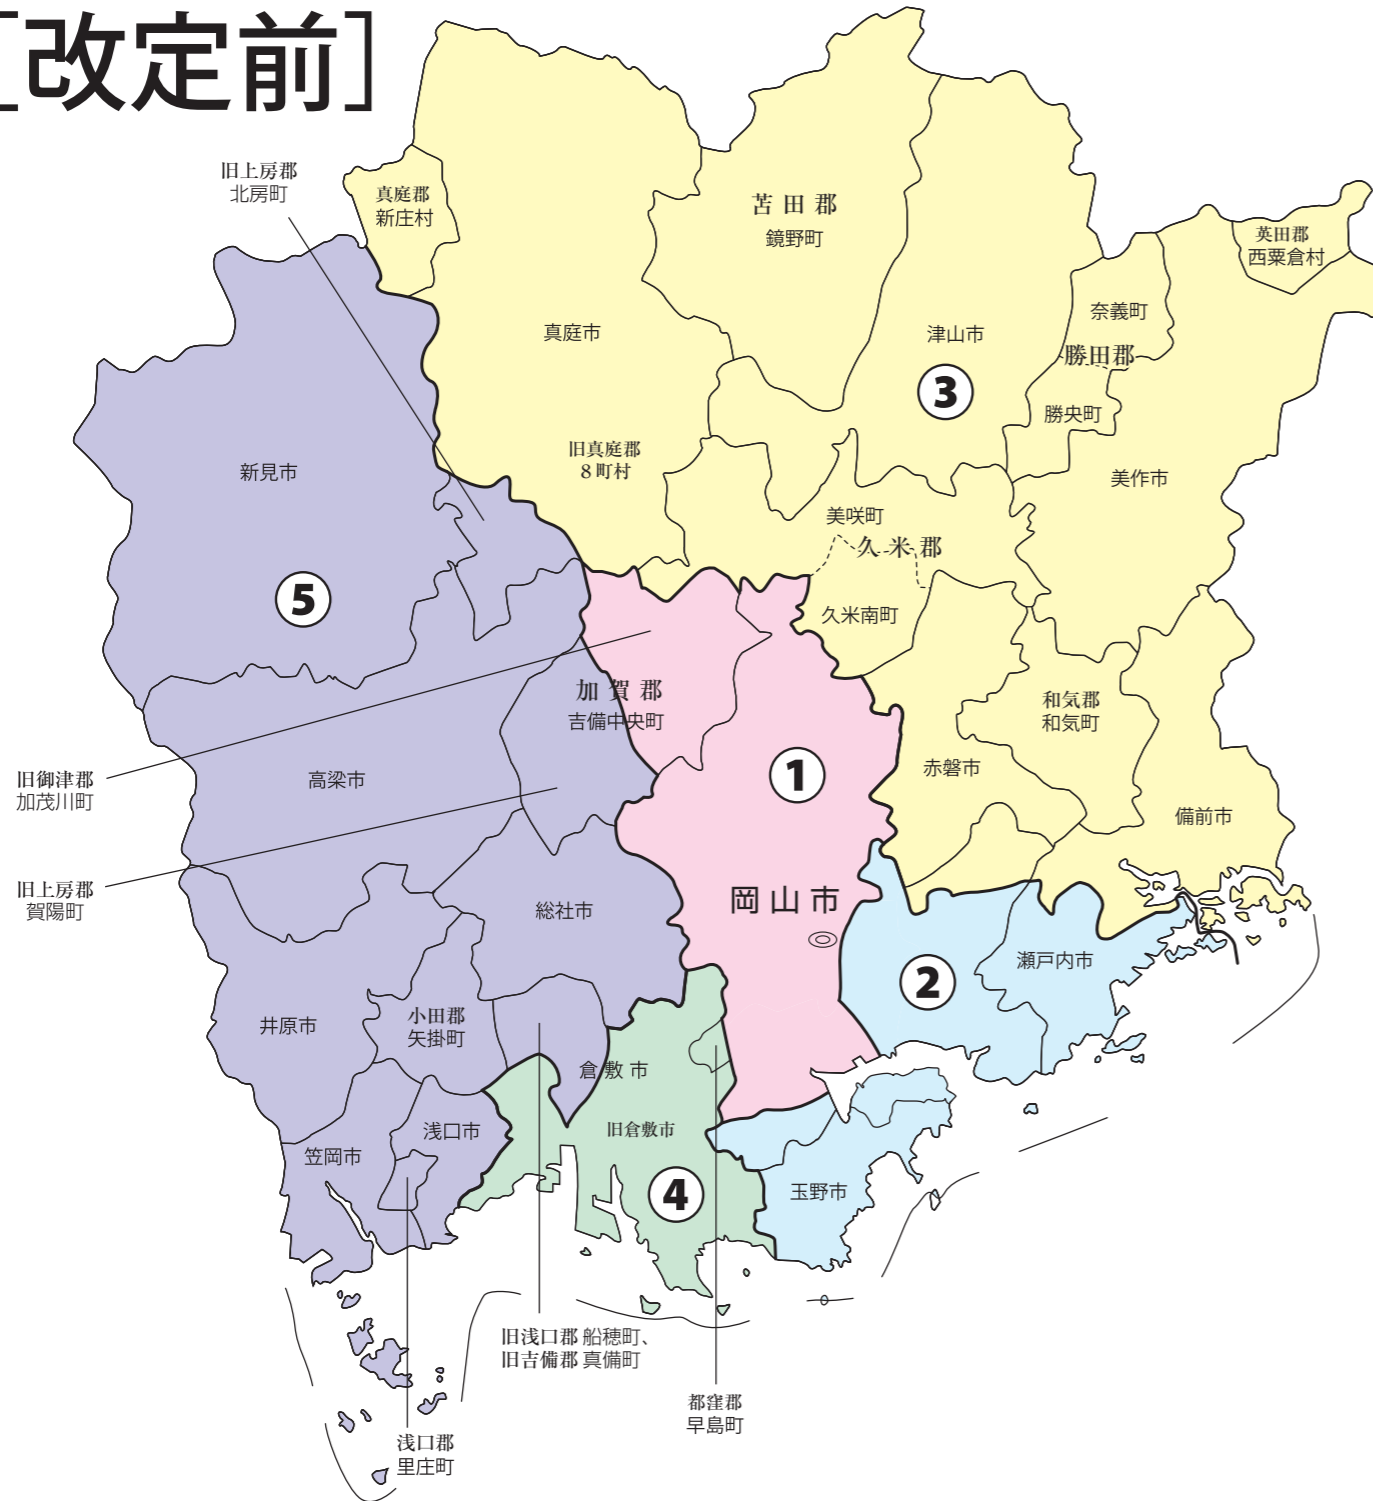 [改定前]
旧上房郡
北房町
真庭郡
新庄村
苫田郡
鏡野町
英田郡
西粟倉村
奈義町
真庭市
津山市
勝田郡
③
勝央町
旧真庭郡
8町村
新見市
美作市
美咲町
久米郡
⑤
久米南町
加賀郡
吉備中央町
和気郡
和気町
旧御津郡
加茂川町
高梁市
①
赤磐市
備前市
旧上房郡
賀陽町
総社市
岡山市
②
瀬戸内市
井原市
小田郡
矢掛町
倉敷市
浅口市
旧倉敷市
笠岡市
④
玉野市
旧浅口郡 船穂町、
旧吉備郡 真備町
都窪郡
早島町
浅口郡
里庄町